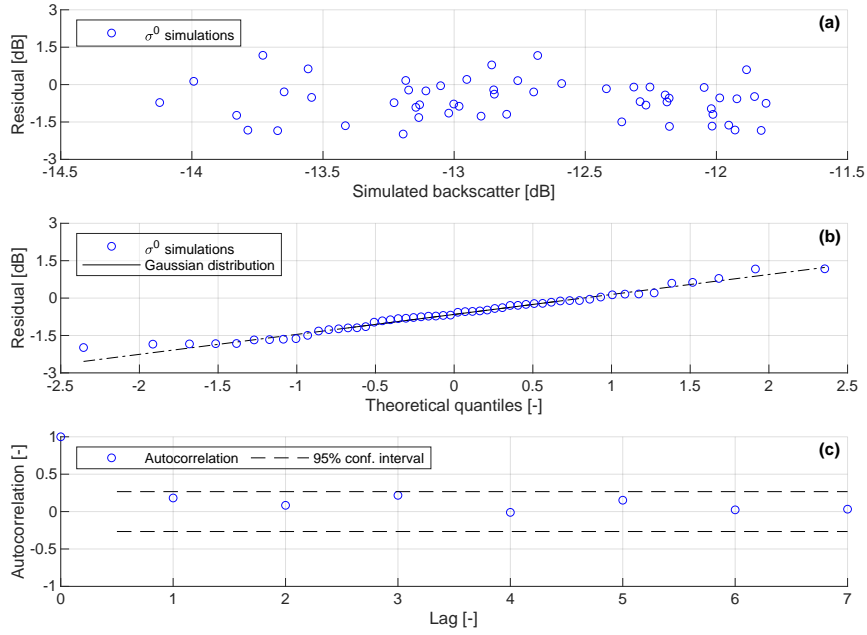 3
1.5
0
-1.5
-3
Residual [dB]
σ⁰ simulations
(a)
-14.5
-14
-13.5
-13
-12.5
-12
-11.5
Simulated backscatter [dB]
3
1.5
0
-1.5
-3
Residual [dB]
σ⁰ simulations
Gaussian distribution
(b)
-2.5
-2
-1.5
-1
-0.5
0
0.5
1
1.5
2
2.5
Theoretical quantiles [-]
1
0.5
0
-0.5
-1
Autocorrelation [-]
Autocorrelation
95% conf. interval
(c)
0
1
2
3
4
5
6
7
Lag [-]